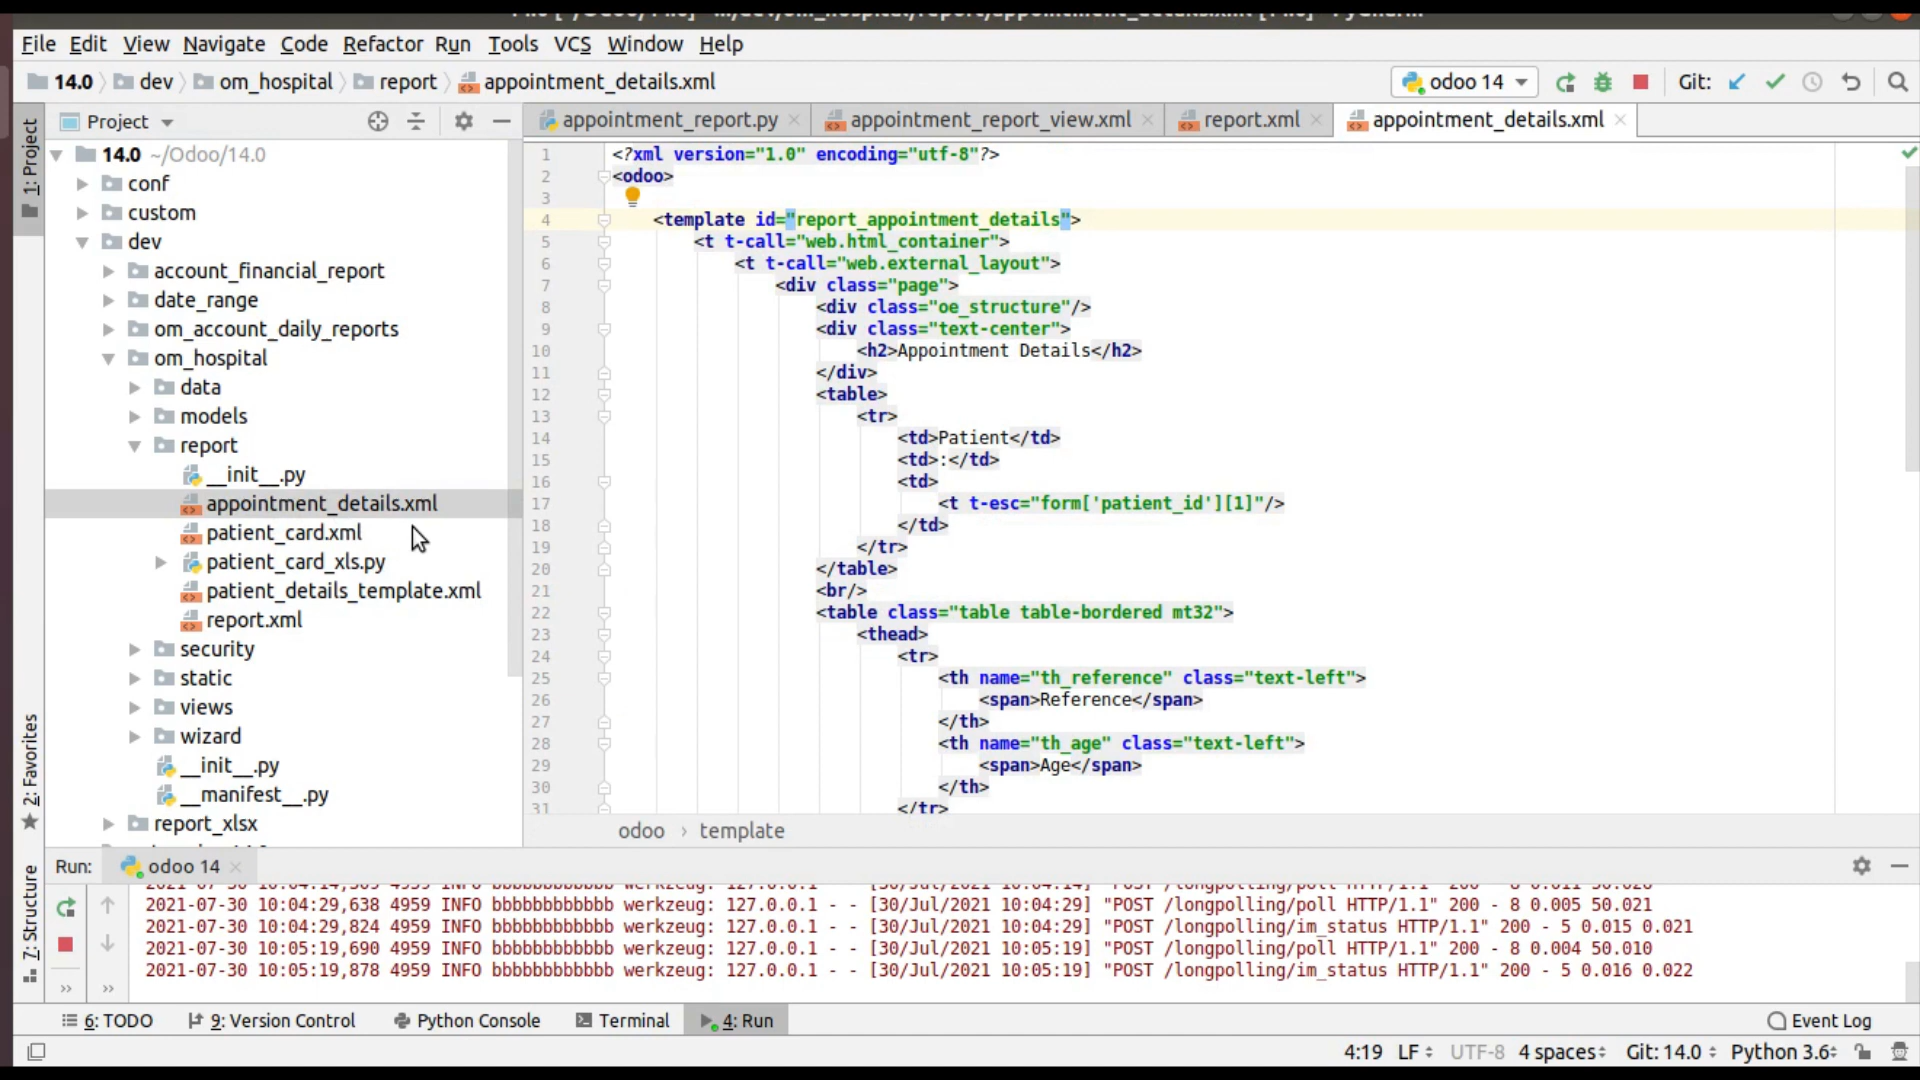 File Edit View Navigate Code Refactor Run Tools VCS Window Help
14.0 dev om_hospital report appointment_details.xml odoo 14 Git:
Project appointment_report.py appointment_report_view.xml report.xml appointment_details.xml
1: Project
2: Favorites
7: Structure
14.0 ~/Odoo/14.0
conf
custom
dev
account_financial_report
date_range
om_account_daily_reports
om_hospital
data
models
report
__init__.py
appointment_details.xml
patient_card.xml
patient_card_xls.py
patient_details_template.xml
report.xml
security
static
views
wizard
__init__.py
__manifest__.py
report_xlsx
1 <?xml version="1.0" encoding="utf-8"?>
2 <odoo>
3
4 <template id="report_appointment_details">
5 <t t-call="web.html_container">
6 <t t-call="web.external_layout">
7 <div class="page">
8 <div class="oe_structure"/>
9 <div class="text-center">
10 <h2>Appointment Details</h2>
11 </div>
12 <table>
13 <tr>
14 <td>Patient</td>
15 <td>:</td>
16 <td>
17 <t t-esc="form['patient_id'][1]"/>
18 </td>
19 </tr>
20 </table>
21 <br/>
22 <table class="table table-bordered mt32">
23 <thead>
24 <tr>
25 <th name="th_reference" class="text-left">
26 <span>Reference</span>
27 </th>
28 <th name="th_age" class="text-left">
29 <span>Age</span>
30 </th>
31 </tr>
odoo › template
Run: odoo 14
2021-07-30 10:04:29,638 4959 INFO bbbbbbbbbbbbb werkzeug: 127.0.0.1 - - [30/Jul/2021 10:04:29] "POST /longpolling/poll HTTP/1.1" 200 - 8 0.005 50.021
2021-07-30 10:04:29,824 4959 INFO bbbbbbbbbbbbb werkzeug: 127.0.0.1 - - [30/Jul/2021 10:04:29] "POST /longpolling/im_status HTTP/1.1" 200 - 5 0.015 0.021
2021-07-30 10:05:19,690 4959 INFO bbbbbbbbbbbbb werkzeug: 127.0.0.1 - - [30/Jul/2021 10:05:19] "POST /longpolling/poll HTTP/1.1" 200 - 8 0.004 50.010
2021-07-30 10:05:19,878 4959 INFO bbbbbbbbbbbbb werkzeug: 127.0.0.1 - - [30/Jul/2021 10:05:19] "POST /longpolling/im_status HTTP/1.1" 200 - 5 0.016 0.022
6: TODO 9: Version Control Python Console Terminal 4: Run Event Log
4:19 LF UTF-8 4 spaces Git: 14.0 Python 3.6